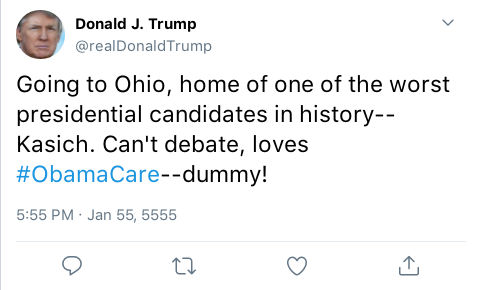 Donald J. Trump
@realDonaldTrump
Going to Ohio, home of one of the worst
presidential candidates in history--
Kasich. Can't debate, loves
#ObamaCare--dummy!
5:55 PM · Jan 55, 5555